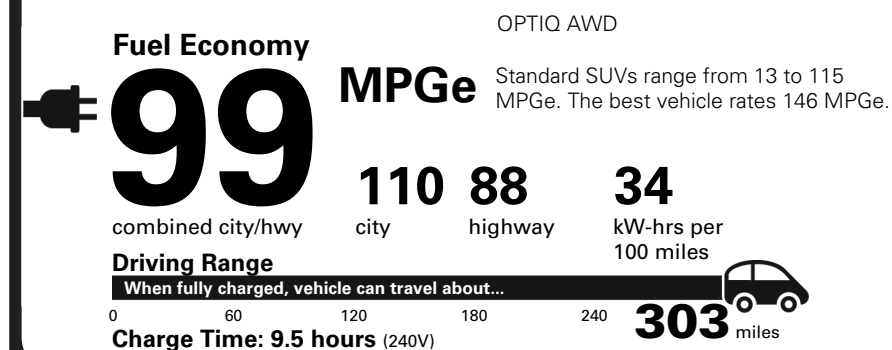 OPTIQ AWD
Fuel Economy
99
MPGe
Standard SUVs range from 13 to 115
MPGe. The best vehicle rates 146 MPGe.
110 88 34
combined city/hwy city highway kW-hrs per
100 miles
Driving Range
When fully charged, vehicle can travel about...
0 60 120 180 240 303 miles
Charge Time: 9.5 hours (240V)